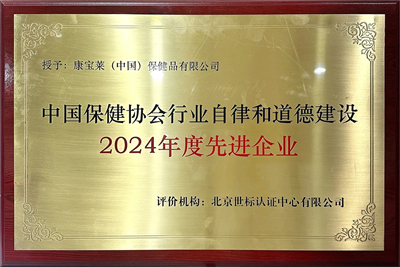 授予：康宝莱（中国）保健品有限公司
中国保健协会行业自律和道德建设
2024年度先进企业
评价机构：北京世标认证中心有限公司